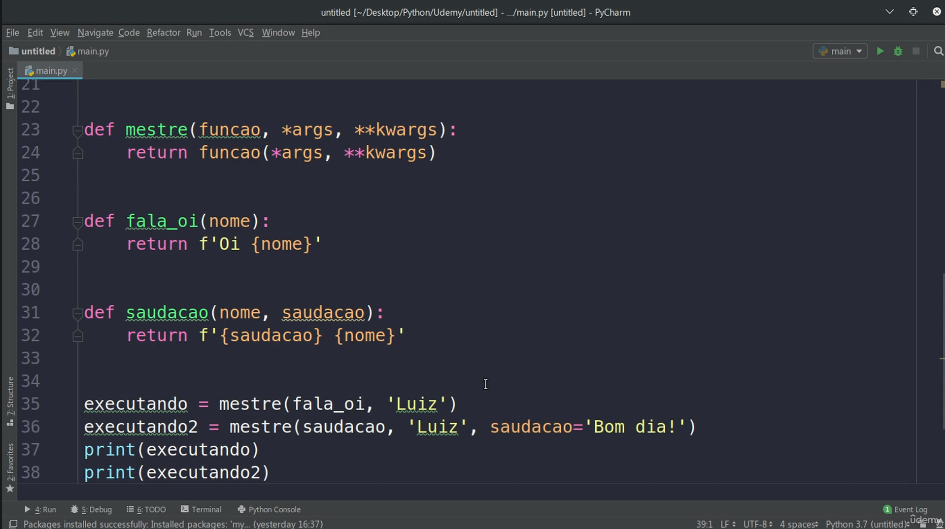 untitled [~/Desktop/Python/Udemy/untitled] - .../main.py [untitled] - PyCharm
File Edit View Navigate Code Refactor Run Tools VCS Window Help
untitled main.py main
main.py
1: Project
21
22
23 def mestre(funcao, *args, **kwargs):
24 return funcao(*args, **kwargs)
25
26
27 def fala_oi(nome):
28 return f'Oi {nome}'
29
30
31 def saudacao(nome, saudacao):
32 return f'{saudacao} {nome}'
33
34
35 executando = mestre(fala_oi, 'Luiz')
36 executando2 = mestre(saudacao, 'Luiz', saudacao='Bom dia!')
37 print(executando)
38 print(executando2)
7: Structure
2: Favorites
4: Run 5: Debug 6: TODO Terminal Python Console 1 Event Log
Packages installed successfully: Installed packages: 'my... (yesterday 16:37) 39:1 LF UTF-8 4 spaces Python 3.7 (untitled)
udemy